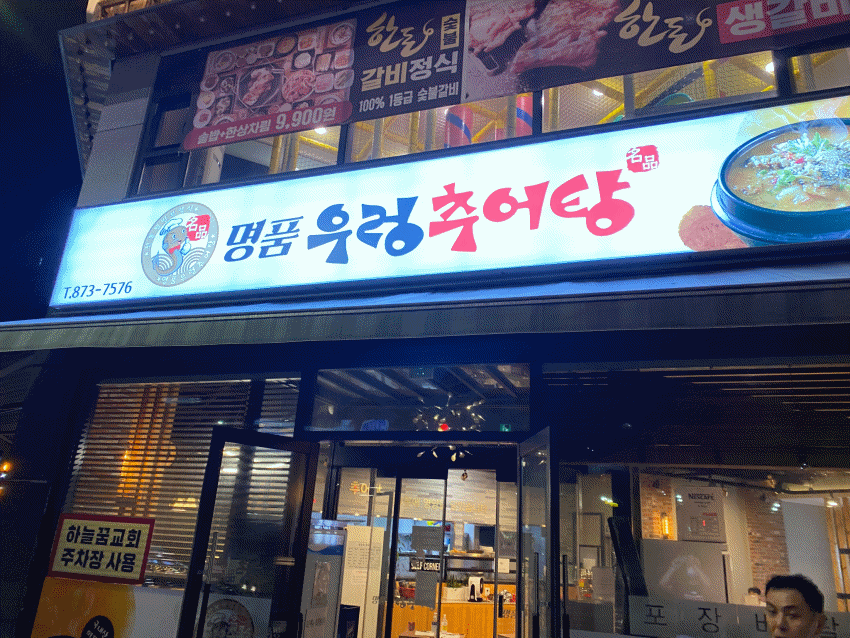 한돈
숯불
갈비정식
100% 1등급 숯불갈비
솥밥+한상차림 9,900원
한돈
생갈비
名品
명품 우렁추어탕
名品
T.873-7576
하늘꿈교회
주차장 사용
NESCAFÉ
SELF CORNER
포장